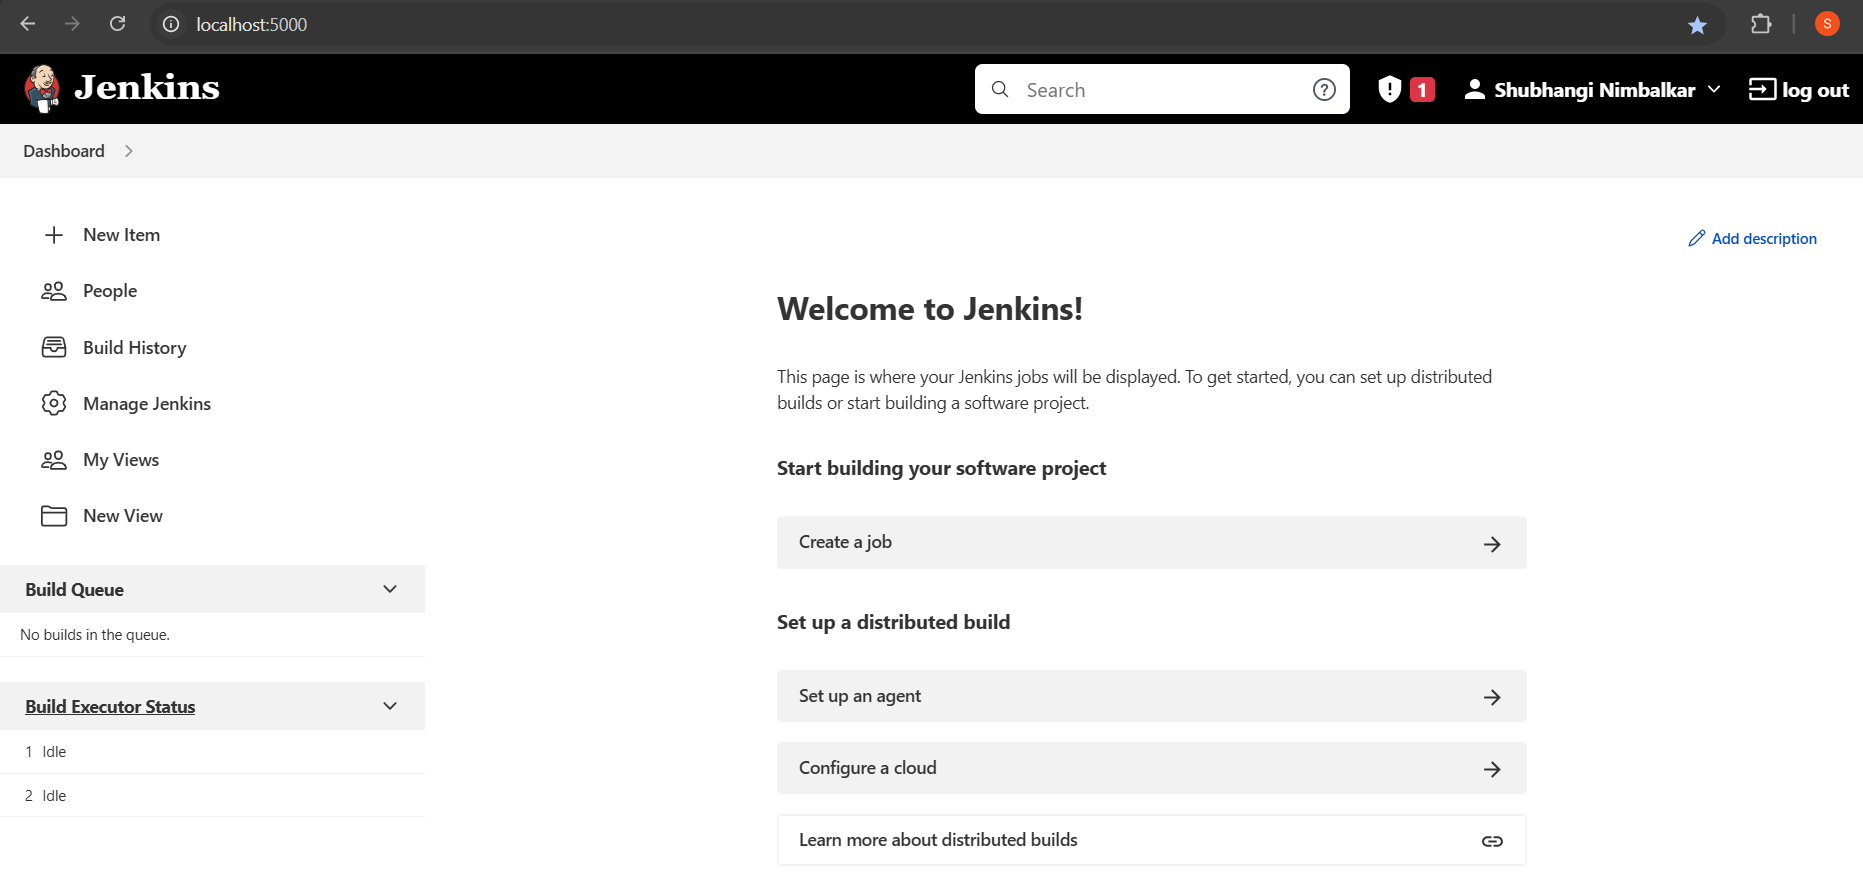 localhost:5000
S
Jenkins
Search
1
Shubhangi Nimbalkar
log out
Dashboard
New Item
People
Build History
Manage Jenkins
My Views
New View
Build Queue
No builds in the queue.
Build Executor Status
1 Idle
2 Idle
Add description
Welcome to Jenkins!
This page is where your Jenkins jobs will be displayed. To get started, you can set up distributed
builds or start building a software project.
Start building your software project
Create a job
Set up a distributed build
Set up an agent
Configure a cloud
Learn more about distributed builds